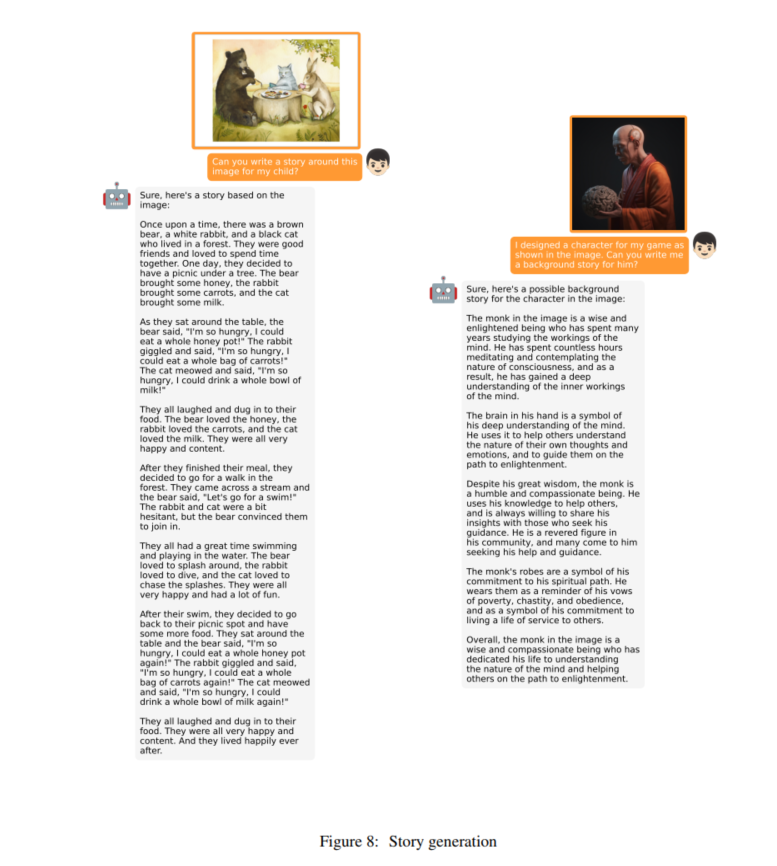 Can you write a story around this
image for my child?
Sure, here's a story based on the
image:
Once upon a time, there was a brown
bear, a white rabbit, and a black cat
who lived in a forest. They were good
friends and loved to spend time
together. One day, they decided to
have a picnic under a tree. The bear
brought some honey, the rabbit
brought some carrots, and the cat
brought some milk.
As they sat around the table, the
bear said, "I'm so hungry, I could
eat a whole honey pot!" The rabbit
giggled and said, "I'm so hungry, I
could eat a whole bag of carrots!"
The cat meowed and said, "I'm so
hungry, I could drink a whole bowl of
milk!"
They all laughed and dug in to their
food. The bear loved the honey, the
rabbit loved the carrots, and the cat
loved the milk. They were all very
happy and content.
After they finished their meal, they
decided to go for a walk in the
forest. They came across a stream and
the bear said, "Let's go for a swim!"
The rabbit and cat were a bit
hesitant, but the bear convinced them
to join in.
They all had a great time swimming
and playing in the water. The bear
loved to splash around, the rabbit
loved to dive, and the cat loved to
chase the splashes. They were all
very happy and had a lot of fun.
After their swim, they decided to go
back to their picnic spot and have
some more food. They sat around the
table and the bear said, "I'm so
hungry, I could eat a whole honey pot
again!" The rabbit giggled and said,
"I'm so hungry, I could eat a whole
bag of carrots again!" The cat meowed
and said, "I'm so hungry, I could
drink a whole bowl of milk again!"
They all laughed and dug in to their
food. They were all very happy and
content. And they lived happily ever
after.
I designed a character for my game as
shown in the image. Can you write me
a background story for him?
Sure, here's a possible background
story for the character in the image:
The monk in the image is a wise and
enlightened being who has spent many
years studying the workings of the
mind. He has spent countless hours
meditating and contemplating the
nature of consciousness, and as a
result, he has gained a deep
understanding of the inner workings
of the mind.
The brain in his hand is a symbol of
his deep understanding of the mind.
He uses it to help others understand
the nature of their own thoughts and
emotions, and to guide them on the
path to enlightenment.
Despite his great wisdom, the monk is
a humble and compassionate being. He
uses his knowledge to help others,
and is always willing to share his
insights with those who seek his
guidance. He is a revered figure in
his community, and many come to him
seeking his help and guidance.
The monk's robes are a symbol of his
commitment to his spiritual path. He
wears them as a reminder of his vows
of poverty, chastity, and obedience,
and as a symbol of his commitment to
living a life of service to others.
Overall, the monk in the image is a
wise and compassionate being who has
dedicated his life to understanding
the nature of the mind and helping
others on the path to enlightenment.
Figure 8: Story generation